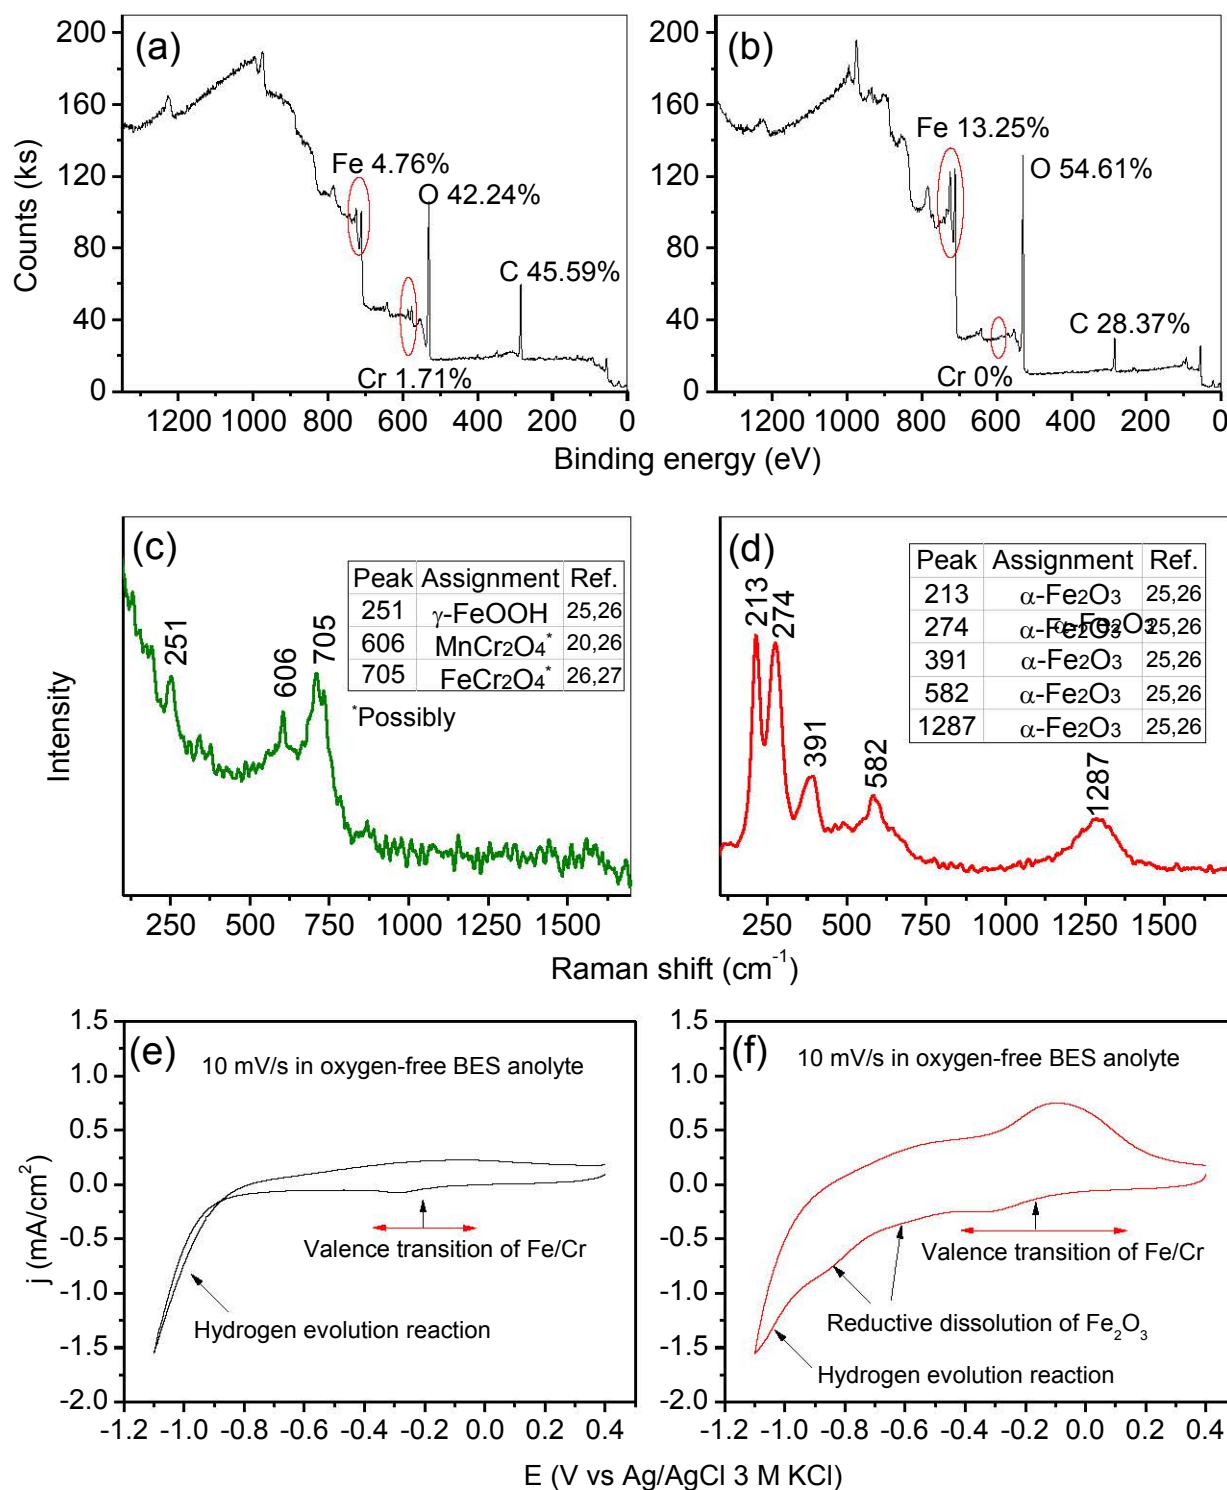 (a)
200
160
120
80
40
0
Counts (ks)
Fe 4.76%
O 42.24%
C 45.59%
Cr 1.71%
1200 1000 800 600 400 200 0
(b)
200
160
120
80
40
0
Fe 13.25%
O 54.61%
C 28.37%
Cr 0%
1200 1000 800 600 400 200 0
Binding energy (eV)
(c)
Peak Assignment Ref.
251 γ-FeOOH 25,26
606 MnCr2O4* 20,26
705 FeCr2O4* 26,27
*Possibly
251
606
705
Intensity
250 500 750 1000 1250 1500
(d)
Peak Assignment Ref.
213 α-Fe2O3 25,26
274 α-Fe2O3 α-Fe2O3 25,26
391 α-Fe2O3 25,26
582 α-Fe2O3 25,26
1287 α-Fe2O3 25,26
213
274
391
582
1287
250 500 750 1000 1250 1500
Raman shift (cm⁻¹)
(e)
1.5
1.0
0.5
0.0
-0.5
-1.0
-1.5
-2.0
j (mA/cm²)
10 mV/s in oxygen-free BES anolyte
Valence transition of Fe/Cr
Hydrogen evolution reaction
-1.2 -1.0 -0.8 -0.6 -0.4 -0.2 0.0 0.2 0.4
(f)
1.5
1.0
0.5
0.0
-0.5
-1.0
-1.5
-2.0
10 mV/s in oxygen-free BES anolyte
Valence transition of Fe/Cr
Reductive dissolution of Fe₂O₃
Hydrogen evolution reaction
-1.2 -1.0 -0.8 -0.6 -0.4 -0.2 0.0 0.2 0.4
E (V vs Ag/AgCl 3 M KCl)